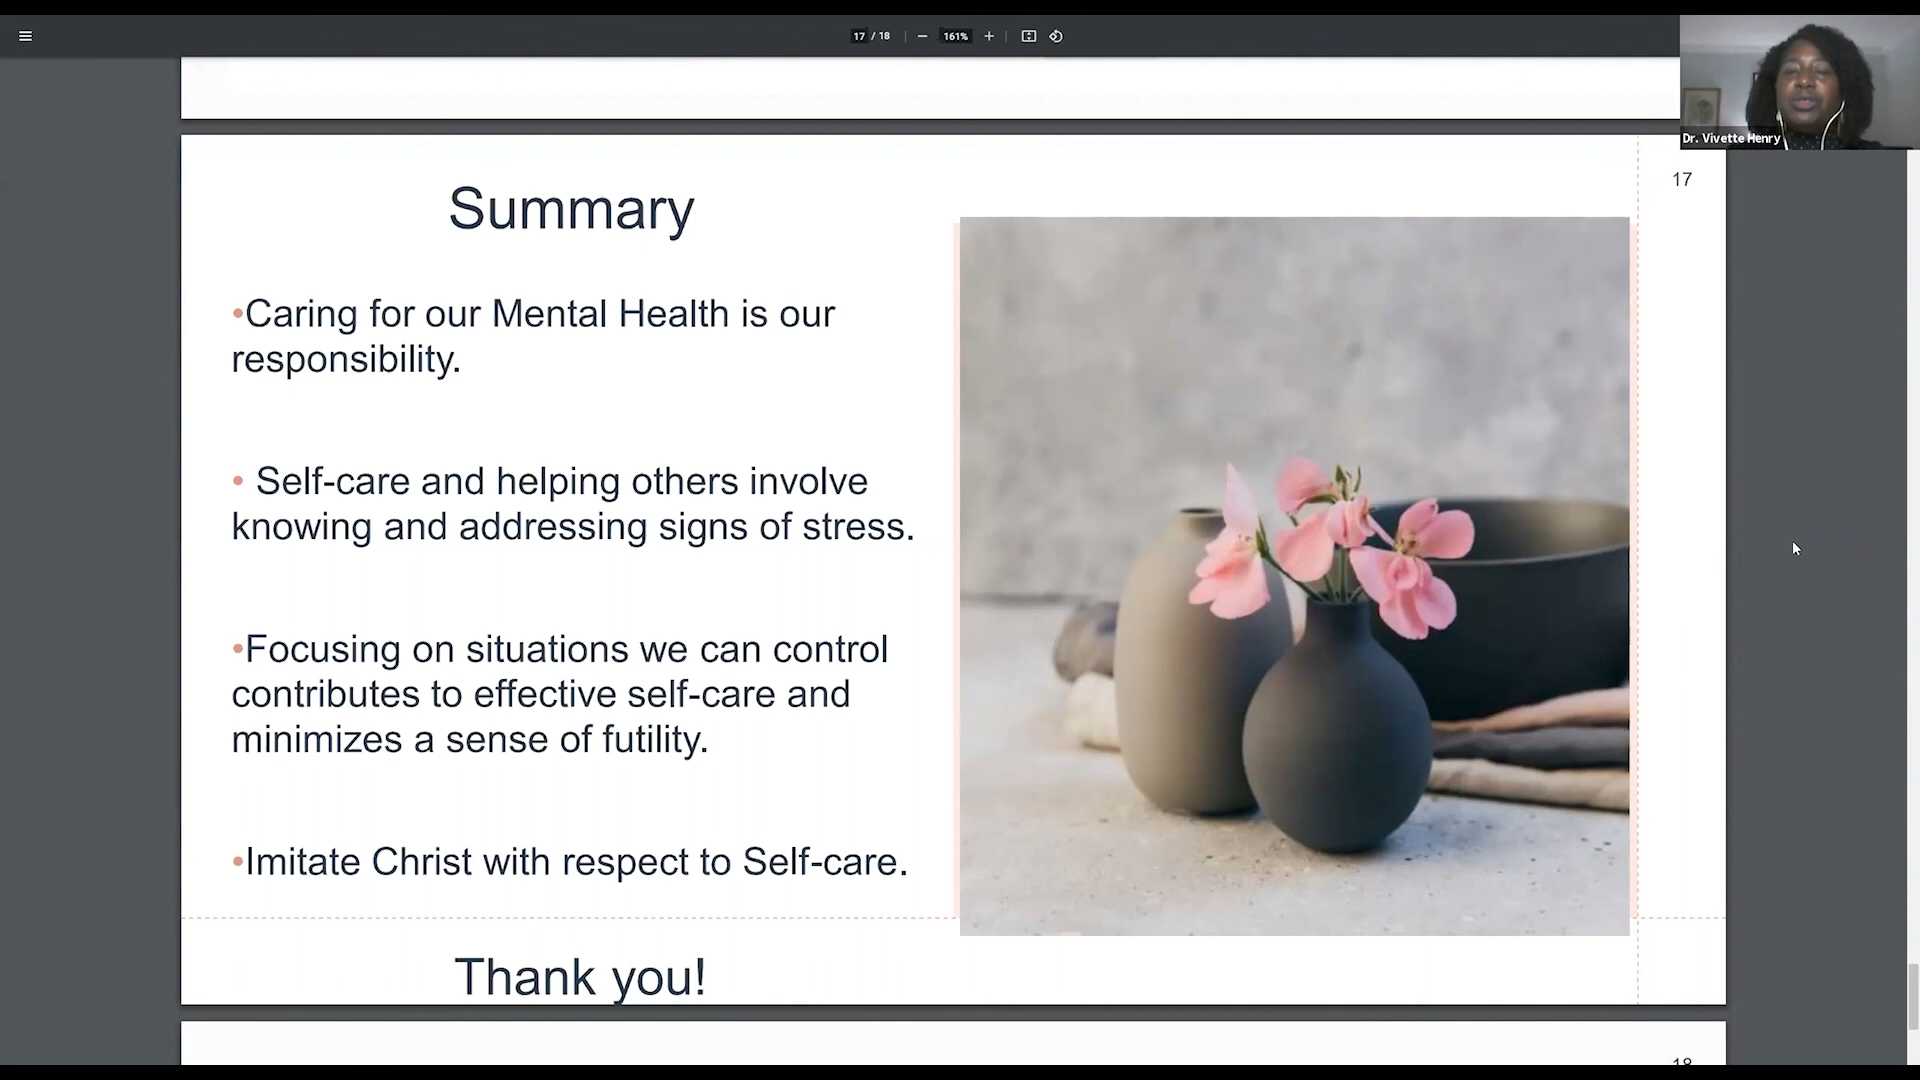 17 / 18
161%
Dr. Vivette Henry
17
Summary
•Caring for our Mental Health is our
responsibility.
• Self-care and helping others involve
knowing and addressing signs of stress.
•Focusing on situations we can control
contributes to effective self-care and
minimizes a sense of futility.
•Imitate Christ with respect to Self-care.
Thank you!
18